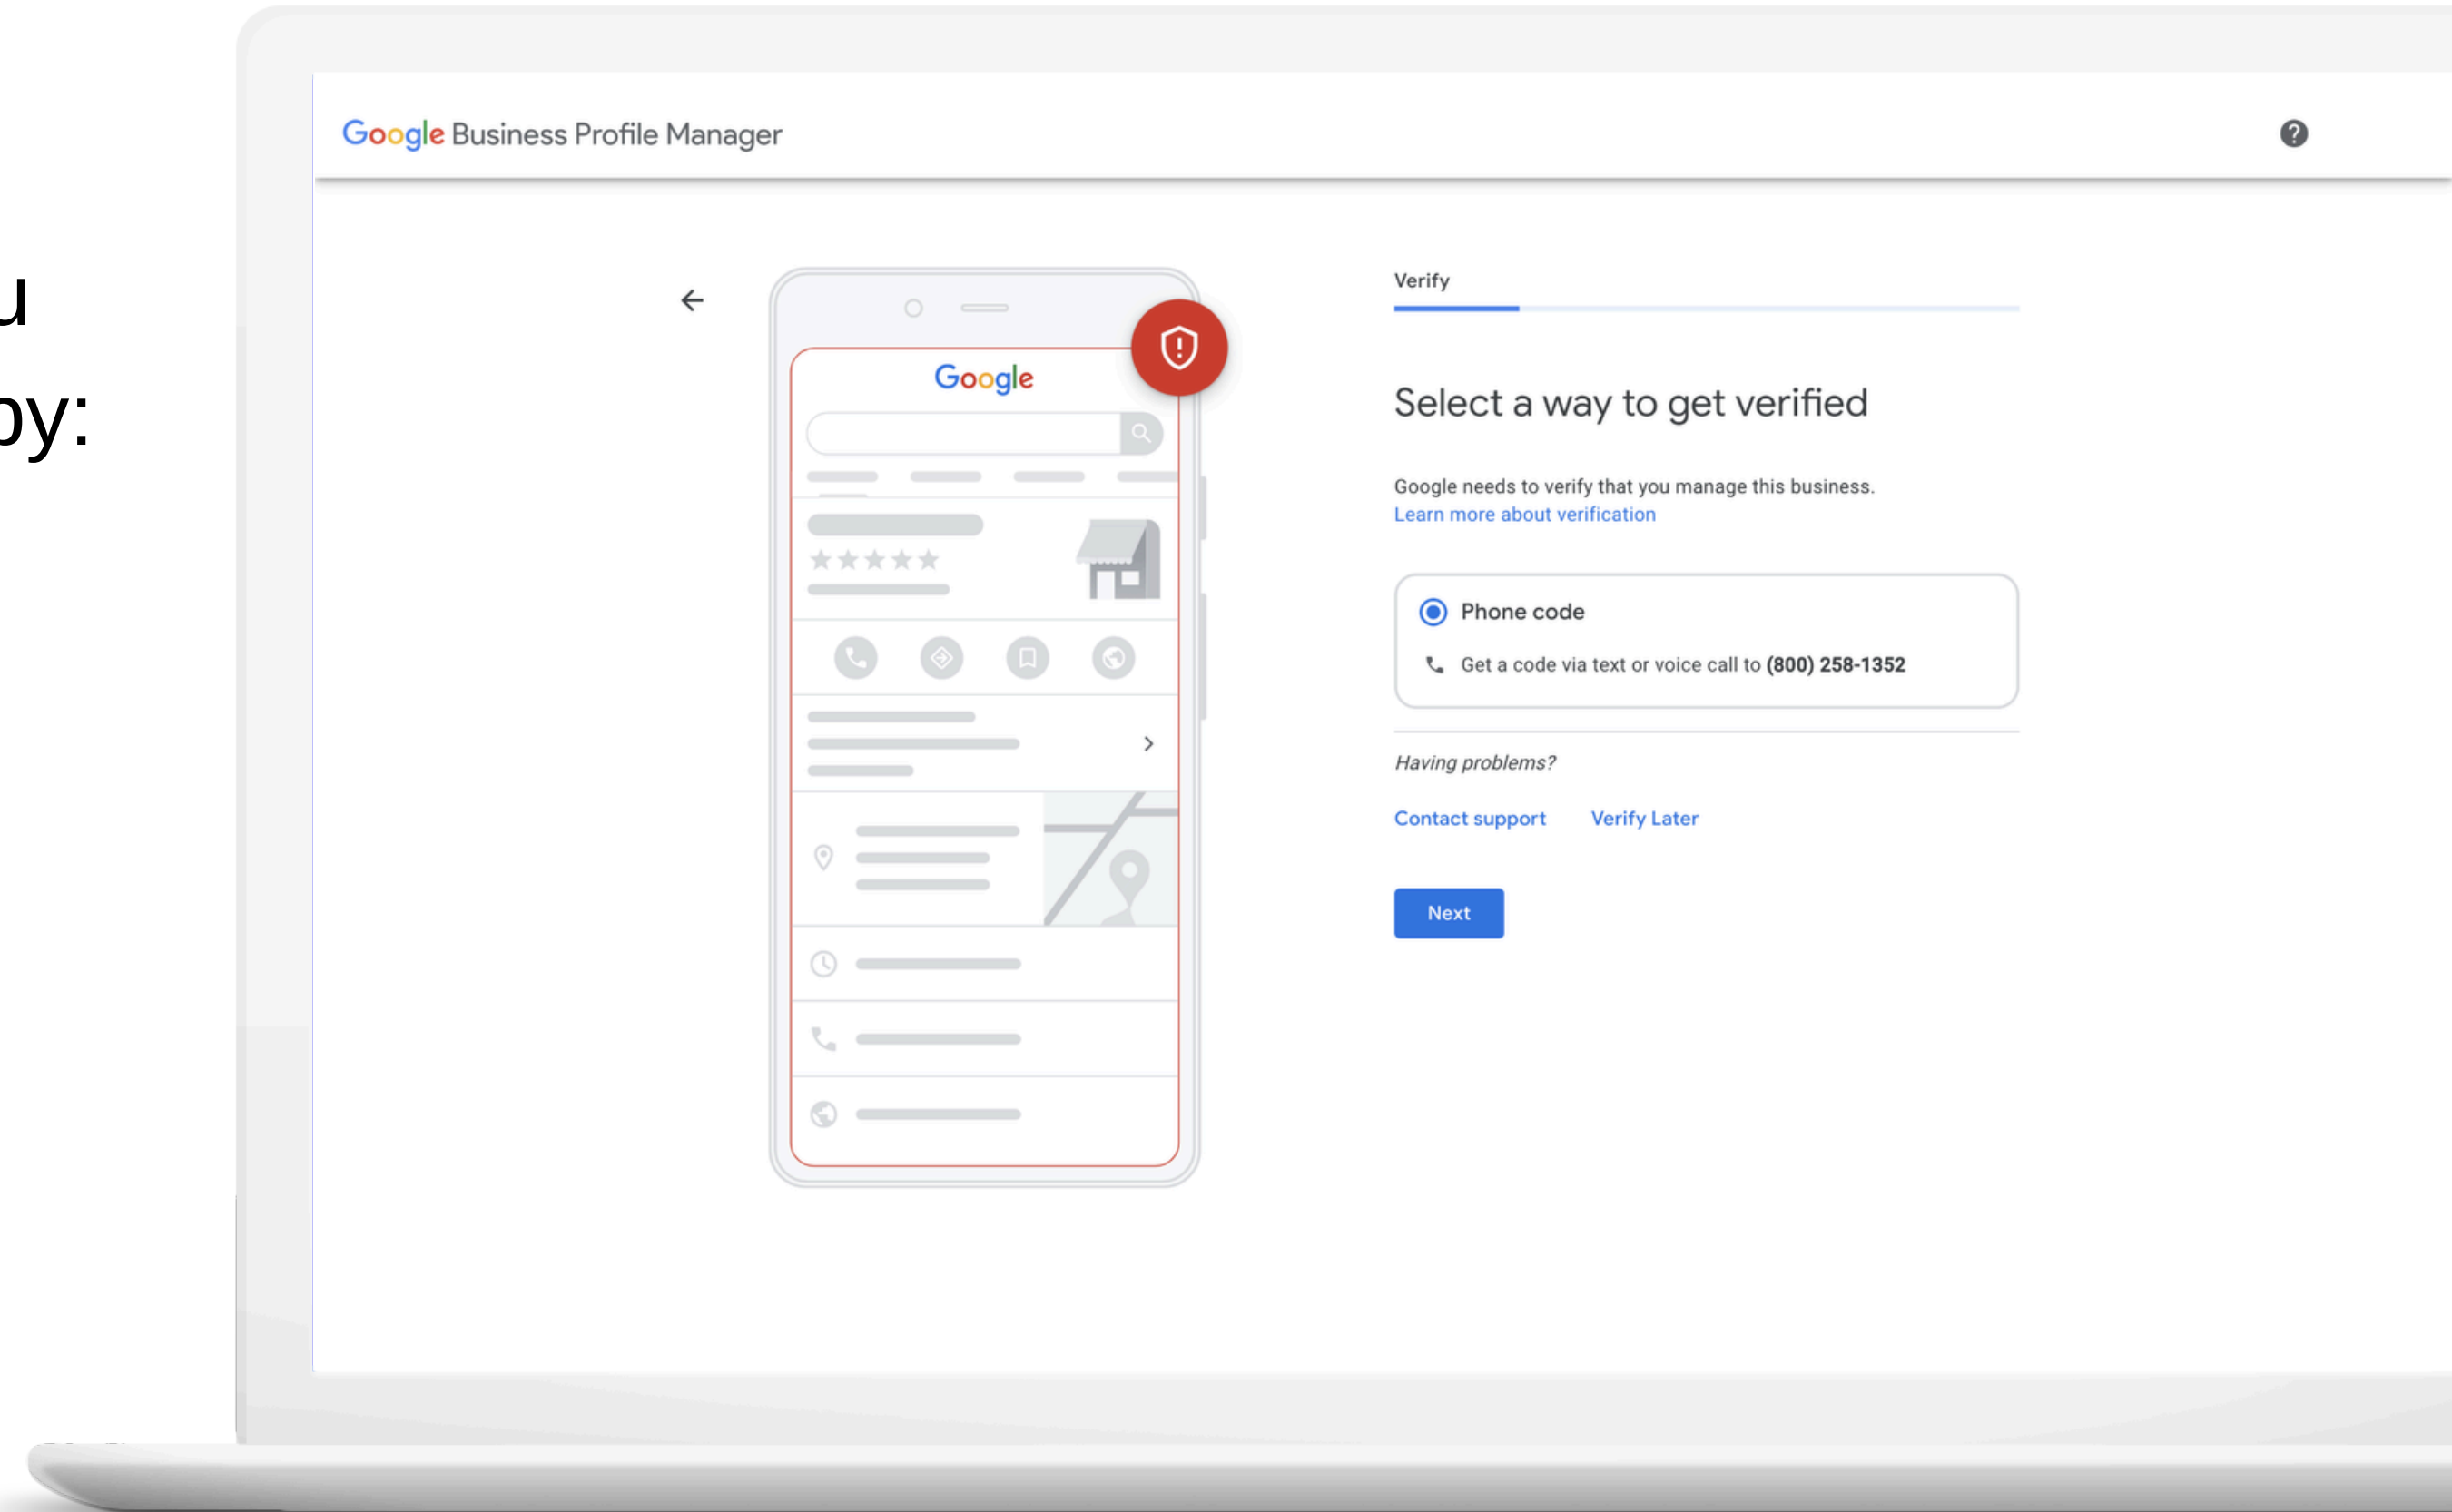 Google Business Profile Manager
u
by:
Google
Verify
Select a way to get verified
Google needs to verify that you manage this business.
Learn more about verification
Phone code
Get a code via text or voice call to (800) 258-1352
Having problems?
Contact support Verify Later
Next